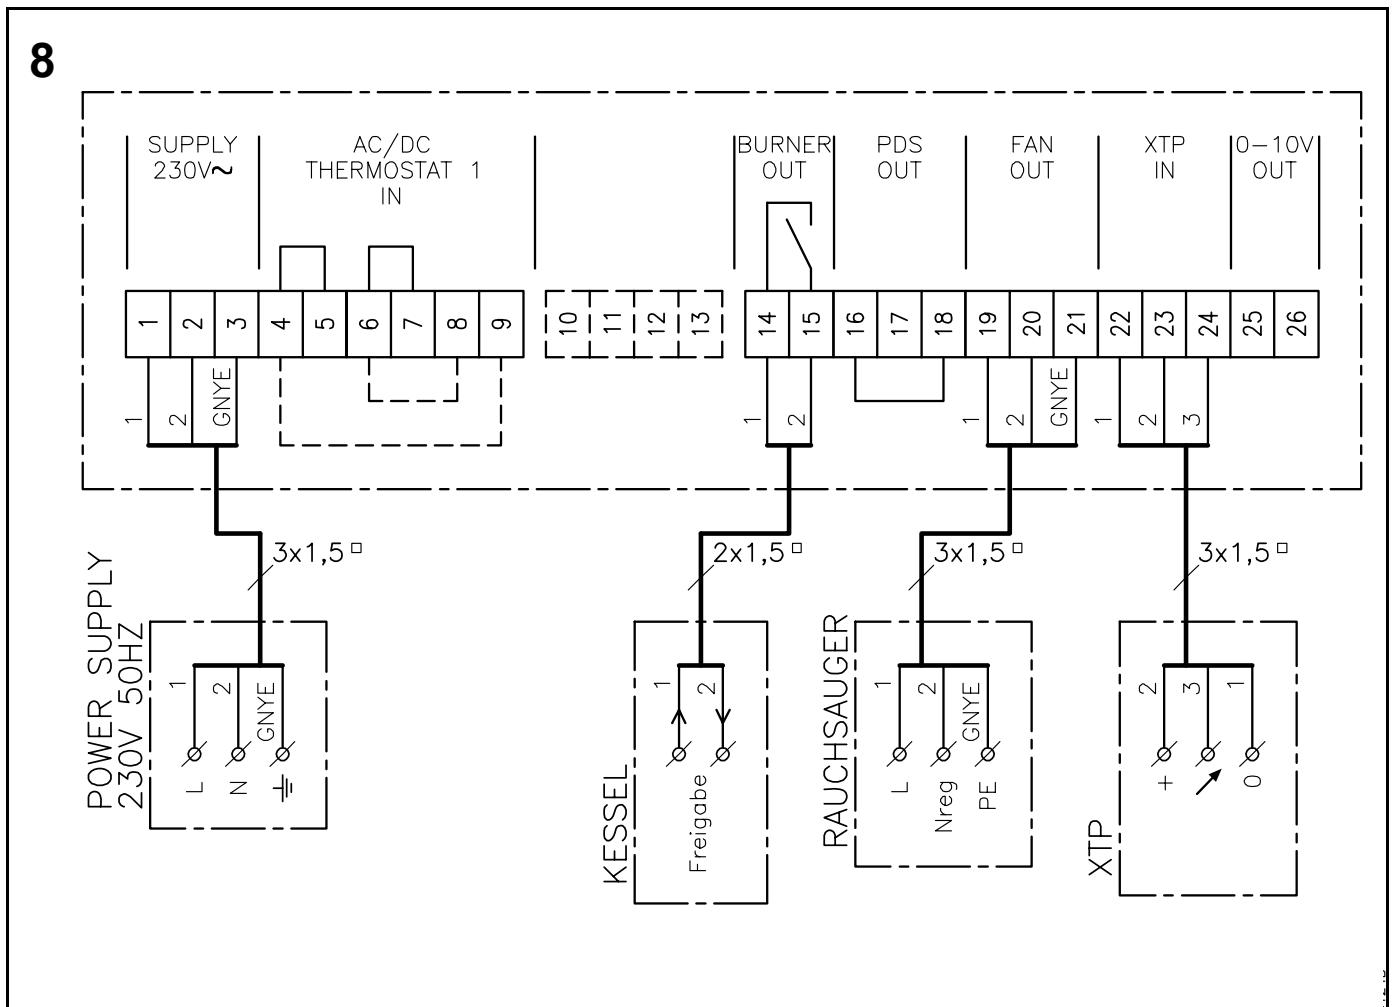 8
SUPPLY
230V~
AC/DC
THERMOSTAT 1
IN
BURNER
OUT
PDS
OUT
FAN
OUT
XTP
IN
0-10V
OUT
1 2 3 4 5 6 7 8 9 10 11 12 13 14 15 16 17 18 19 20 21 22 23 24 25 26
1 2 GNYE 1 2 1 2 GNYE 1 2 3
3x1,5 2x1,5 3x1,5 3x1,5
POWER SUPPLY
230V 50HZ
1 2 GNYE
L N
KESSEL
1 2
Freigabe
RAUCHSAUGER
1 2 GNYE
L Nreg PE
XTP
2 3 1
+ 0